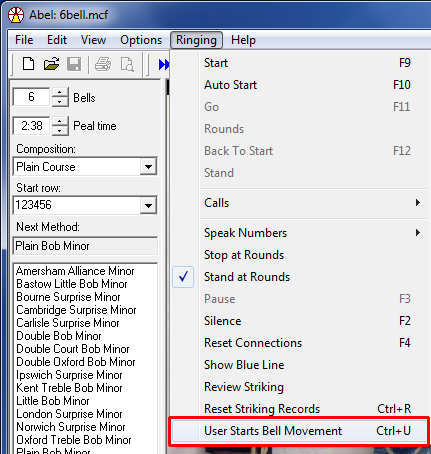 Abel: 6bell.mcf
File Edit View Options Ringing Help
6 Bells
2:38 Peal time
Composition:
Plain Course
Start row:
123456
Next Method:
Plain Bob Minor
Amersham Alliance Minor
Bastow Little Bob Minor
Bourne Surprise Minor
Cambridge Surprise Minor
Carlisle Surprise Minor
Double Bob Minor
Double Court Bob Minor
Double Oxford Bob Minor
Ipswich Surprise Minor
Kent Treble Bob Minor
Little Bob Minor
London Surprise Minor
Norwich Surprise Minor
Oxford Treble Bob Minor
Plain Bob Minor
Start F9
Auto Start F10
Go F11
Rounds
Back To Start F12
Stand
Calls
Speak Numbers
Stop at Rounds
Stand at Rounds
Pause F3
Silence F2
Reset Connections F4
Show Blue Line
Review Striking
Reset Striking Records Ctrl+R
User Starts Bell Movement Ctrl+U